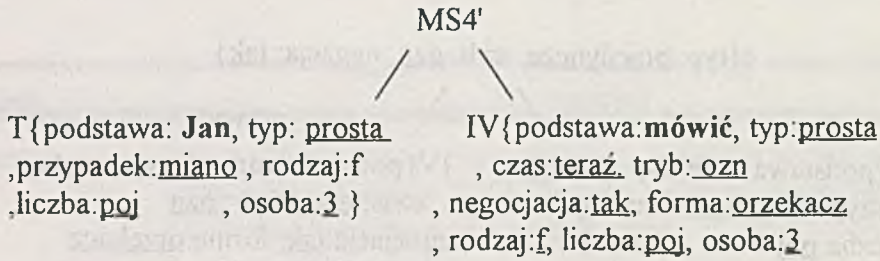 MS4'
T{podstawa: Jan, typ: prosta IV{podstawa:mówić, typ:prosta
,przypadek:miano , rodzaj:f , czas:teraź. tryb: ozn
,liczba:poj , osoba:3 } , negocjacja:tak, forma:orzekacz
, rodzaj:f, liczba:poj, osoba:3